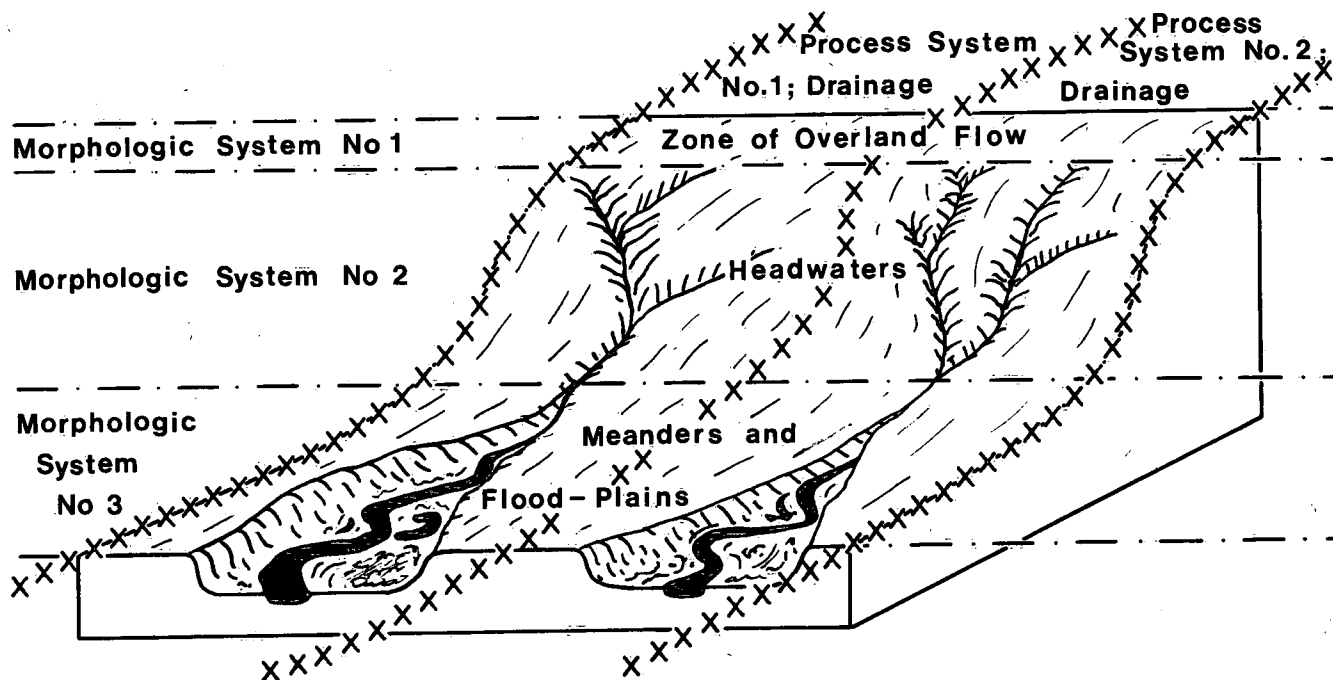 Process System
No.1; Drainage
Process
System No.2;
Drainage
Morphologic System No 1
Zone of Overland Flow
Morphologic System No 2
Headwaters
Morphologic
System
No 3
Meanders and
Flood-Plains